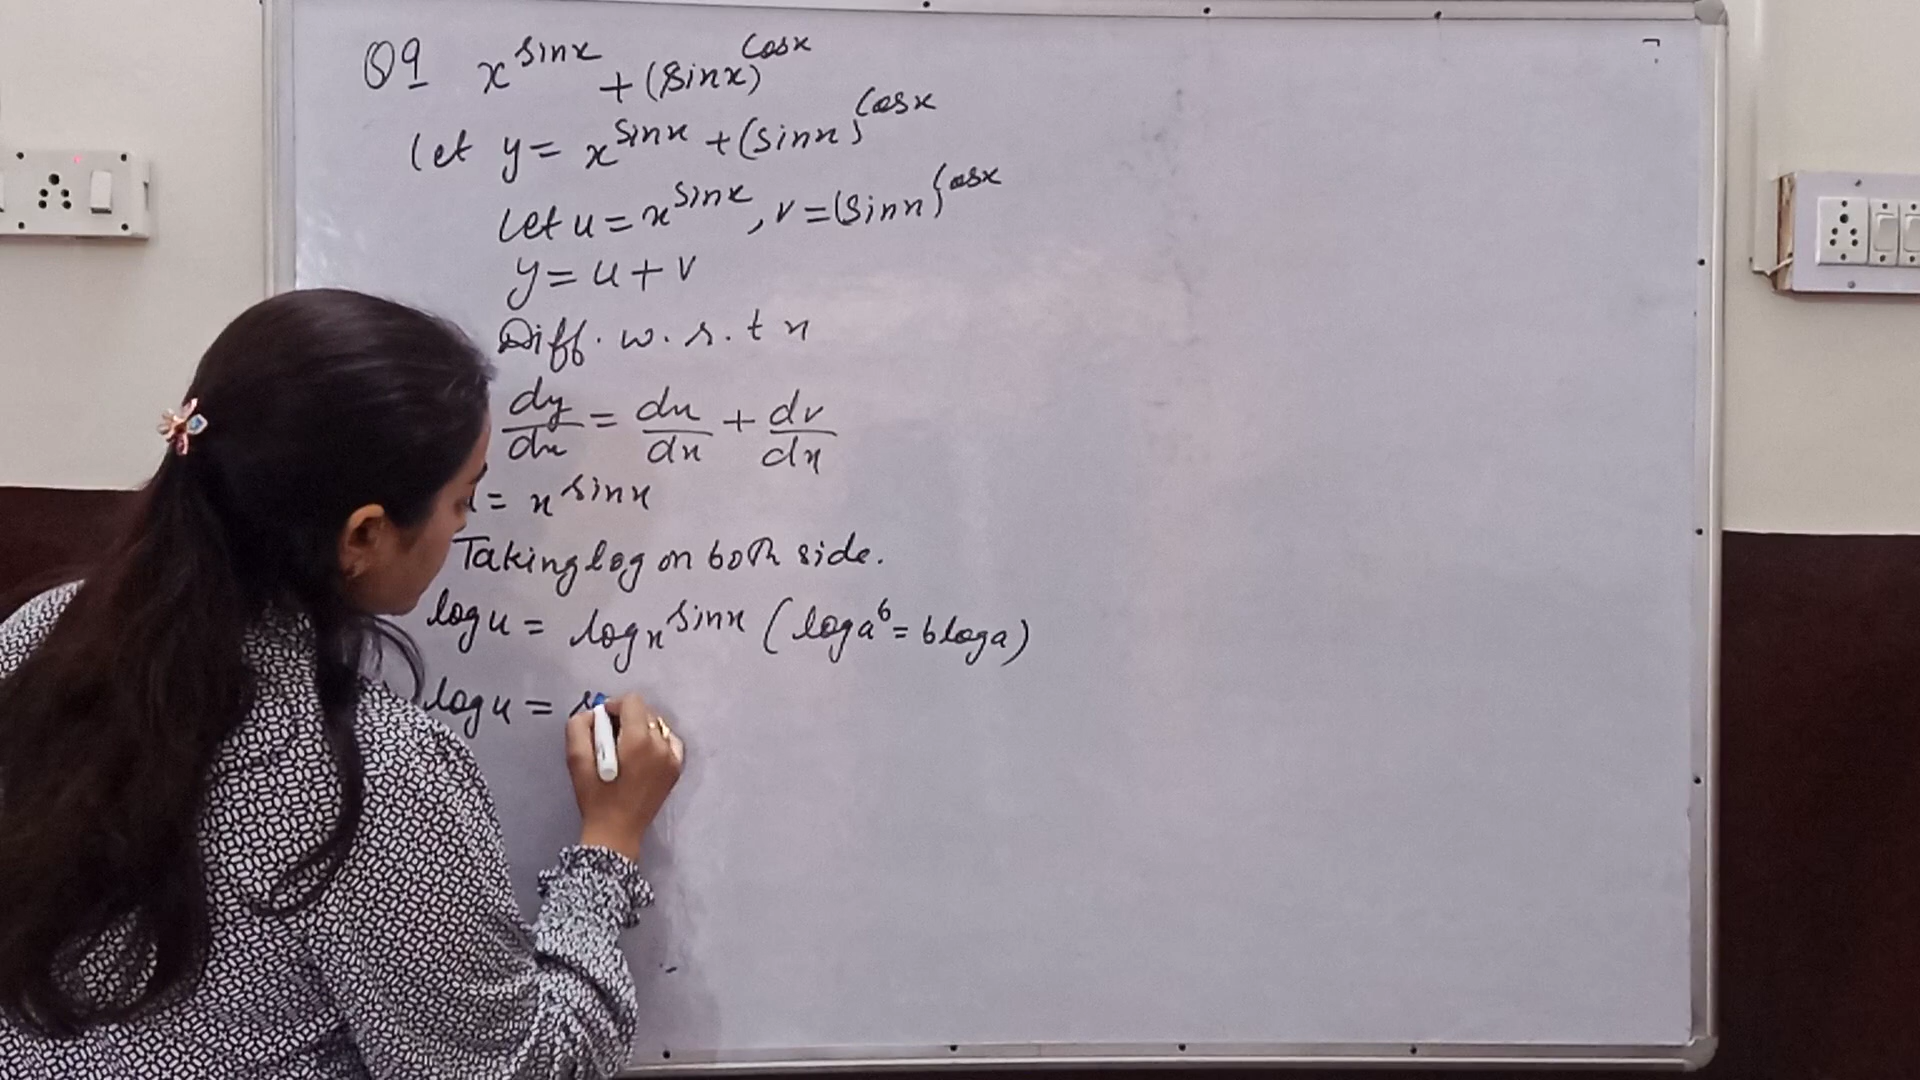 Q9 x^sinx + (sinx)^cosx
Let y = x^sinx + (sinx)^cosx
Let u = x^sinx, v = (sinx)^cosx
y = u + v
Diff. w.r.t x
dy/dx = du/dx + dv/dx
= x^sinx
Taking log on both side.
log u = log x^sinx (log a^b = b log a)
log u =